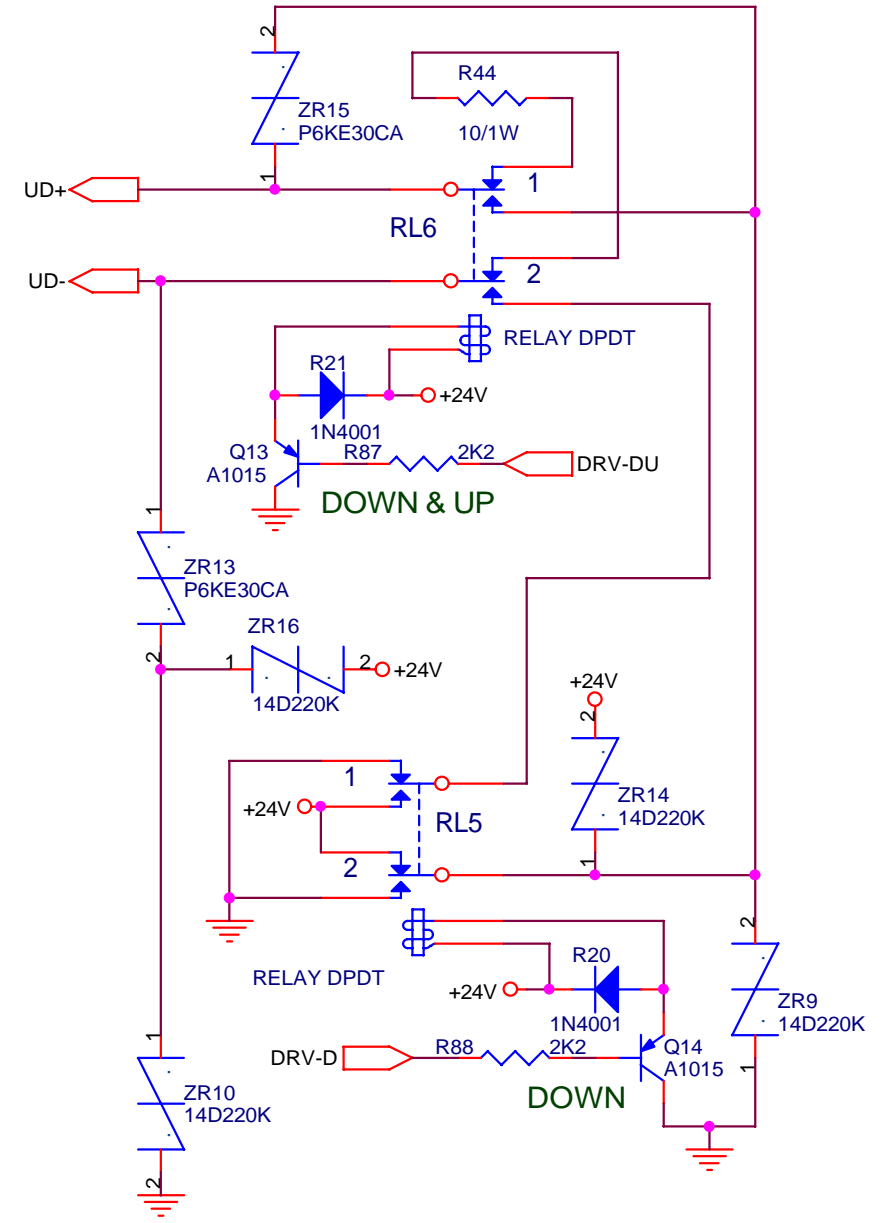 2
R44
ZR15
P6KE30CA
10/1W
1
UD+
1
RL6
UD-
2
RELAY DPDT
R21
+24V
1N4001
Q13
A1015
R87
2K2
DRV-DU
DOWN & UP
1
ZR13
P6KE30CA
2
ZR16
1
2
+24V
14D220K
+24V
2
1
+24V
RL5
ZR14
14D220K
2
1
2
RELAY DPDT
R20
+24V
1N4001
ZR9
14D220K
1
DRV-D
R88
2K2
Q14
A1015
1
DOWN
ZR10
14D220K
2